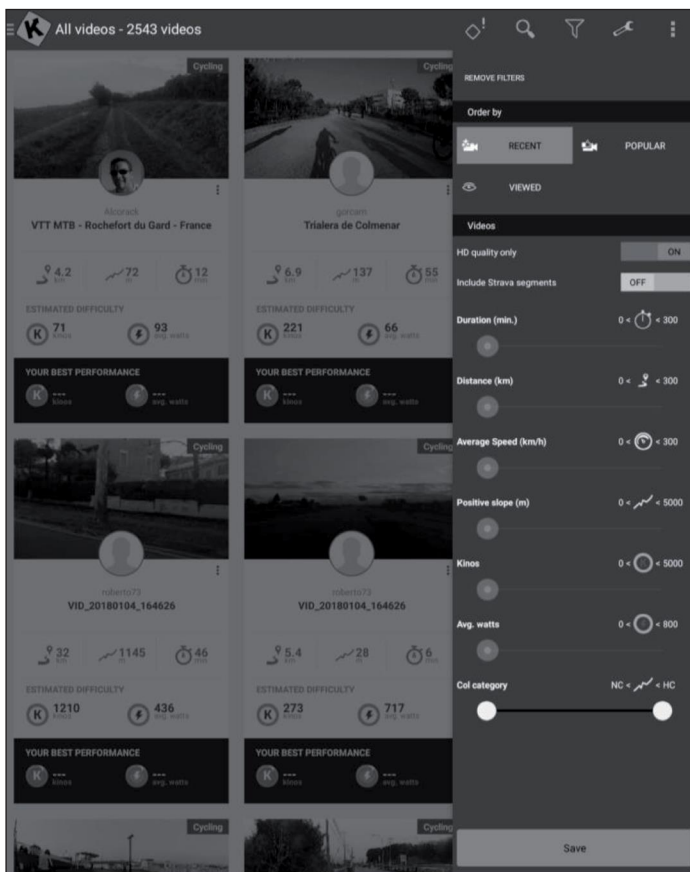 K All videos - 2543 videos
Cycling
Alcorack
VTT MTB - Rochefort du Gard - France
4.2 km 72 m 12 min
ESTIMATED DIFFICULTY
K 71 kinos 93 avg. watts
YOUR BEST PERFORMANCE
K --- kinos --- avg. watts
Cycling
gorcam
Trialera de Colmenar
6.9 km 137 m 55 min
ESTIMATED DIFFICULTY
K 221 kinos 66 avg. watts
YOUR BEST PERFORMANCE
K --- kinos --- avg. watts
Cycling
roberto73
VID_20180104_164626
32 km 1145 m 46 min
ESTIMATED DIFFICULTY
K 1210 kinos 436 avg. watts
YOUR BEST PERFORMANCE
K --- kinos --- avg. watts
Cycling
roberto73
VID_20180104_164626
5.4 km 28 m 6 min
ESTIMATED DIFFICULTY
K 273 kinos 717 avg. watts
YOUR BEST PERFORMANCE
K --- kinos --- avg. watts
Cycling
Cycling
REMOVE FILTERS
Order by
RECENT POPULAR
VIEWED
Videos
HD quality only ON
Include Strava segments OFF
Duration (min.) 0 < < 300
Distance (km) 0 < < 300
Average Speed (km/h) 0 < < 300
Positive slope (m) 0 < < 5000
Kinos 0 < < 5000
Avg. watts 0 < < 800
Col category NC < < HC
Save